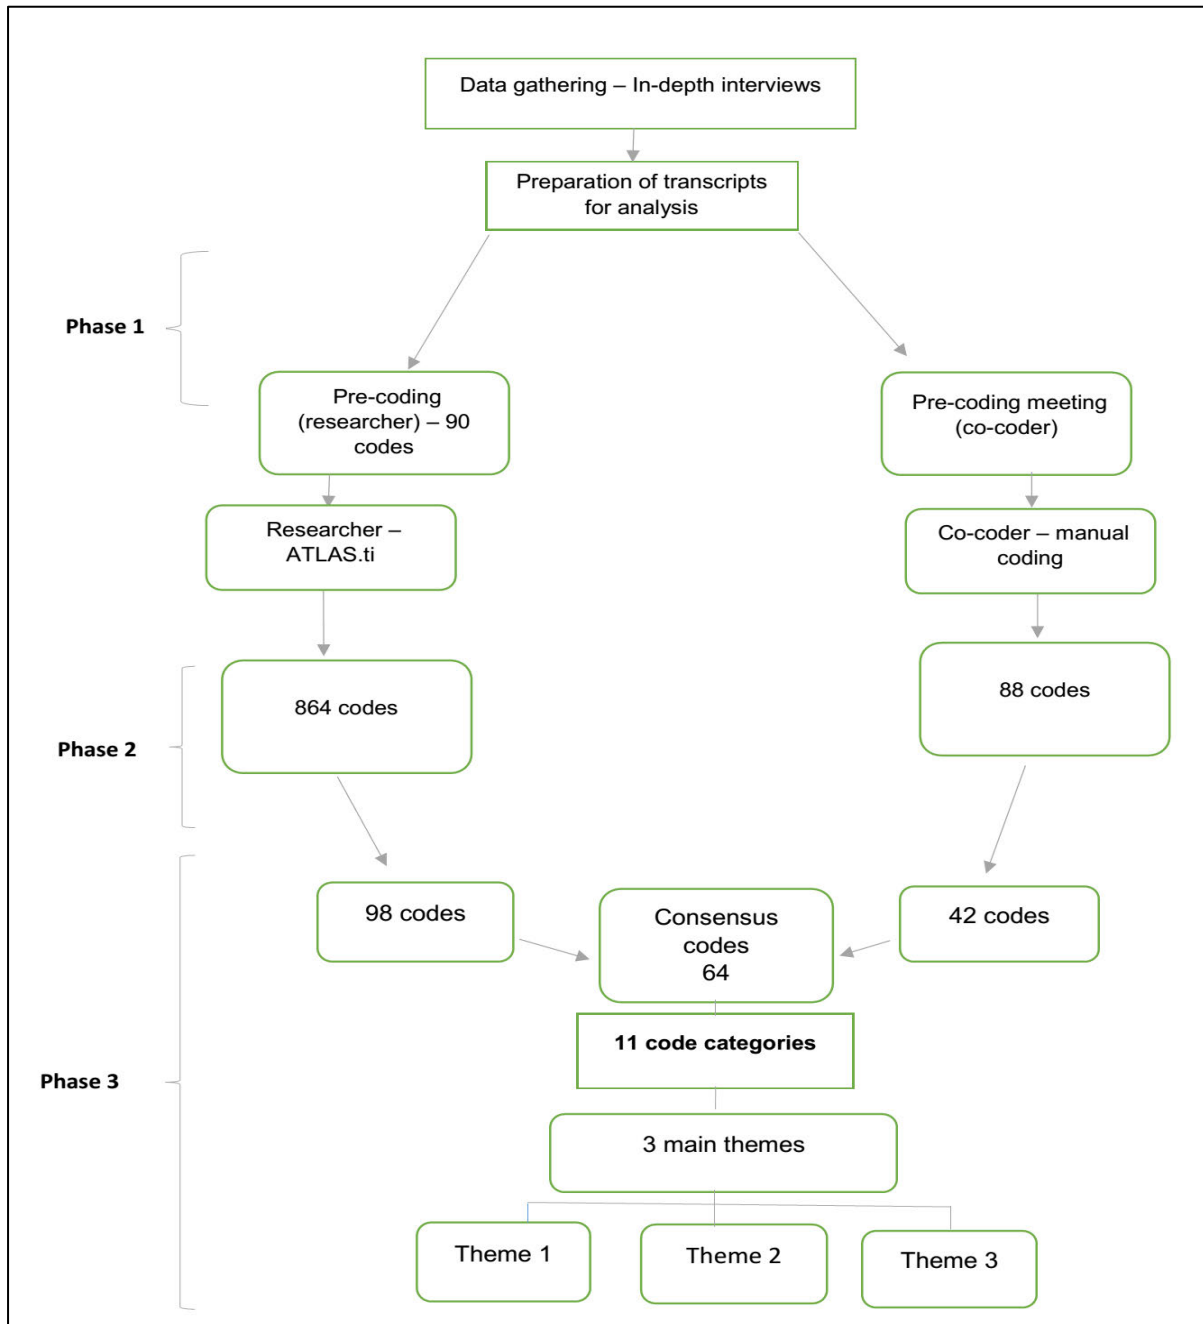 Data gathering – In-depth interviews
Preparation of transcripts
for analysis
Phase 1
Pre-coding
(researcher) – 90
codes
Pre-coding meeting
(co-coder)
Researcher –
ATLAS.ti
Co-coder – manual
coding
Phase 2
864 codes
88 codes
Phase 3
98 codes
Consensus
codes
64
42 codes
11 code categories
3 main themes
Theme 1
Theme 2
Theme 3